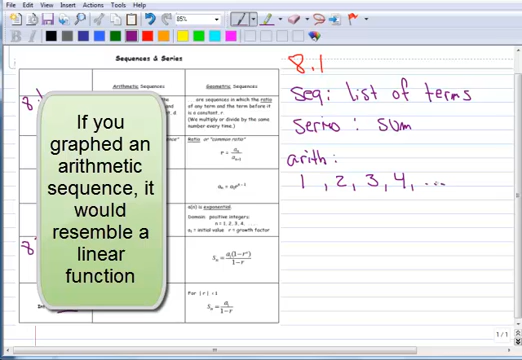 File Edit View Insert Actions Tools Help
85%
Sequences & Series
8.1
seq: list of terms
series: sum
arith:
1, 2, 3, 4, ...
8.1
Arithmetic Sequences
Geometric Sequences
are sequences in which the ratio
of any term and the term before
it is a constant, r
(We multiply or divide by the same
number every time.)
Ratio or "common ratio"
r = aₙ / aₙ₋₁
a(n) is exponential
Domain: positive integers
n = 1, 2, 3, 4, ...
a₁ = initial value r = growth factor
Sₙ = a₁(1−rⁿ) / 1−r
For |r| < 1
Sₙ = a₁ / 1−r
If you
graphed an
arithmetic
sequence, it
would
resemble a
linear
function
1 / 1